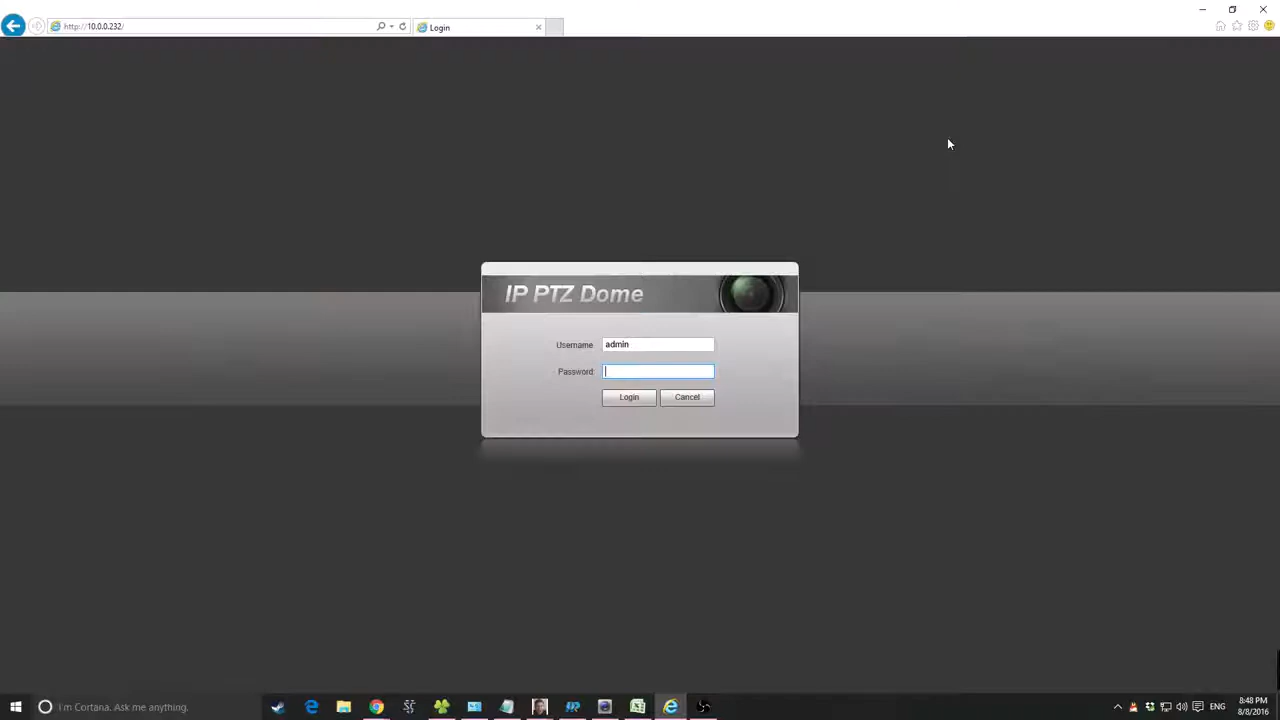 http://10.0.0.232/
Login
IP PTZ Dome
Username
admin
Password
Login
Cancel
I'm Cortana. Ask me anything.
ENG
8:48 PM
8/8/2016